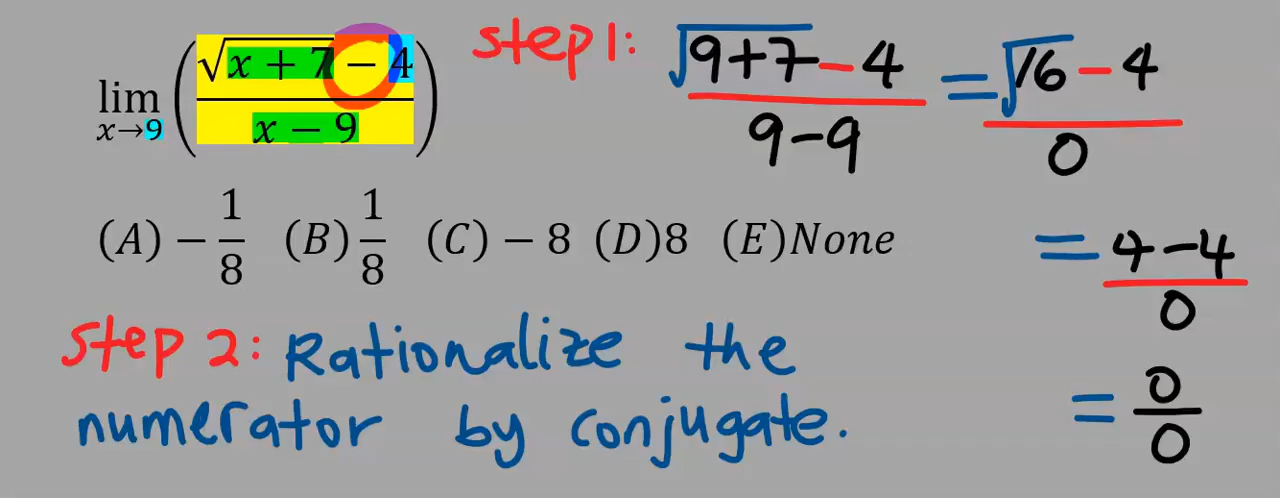 lim x→9 ( (√x + 7 − 4) / (x − 9) )
step 1: (√9+7 − 4) / (9−9) = (√16 − 4) / 0
(A) − 1/8 (B) 1/8 (C) − 8 (D)8 (E)None
= (4−4) / 0
step 2: Rationalize the
numerator by conjugate.
= 0/0